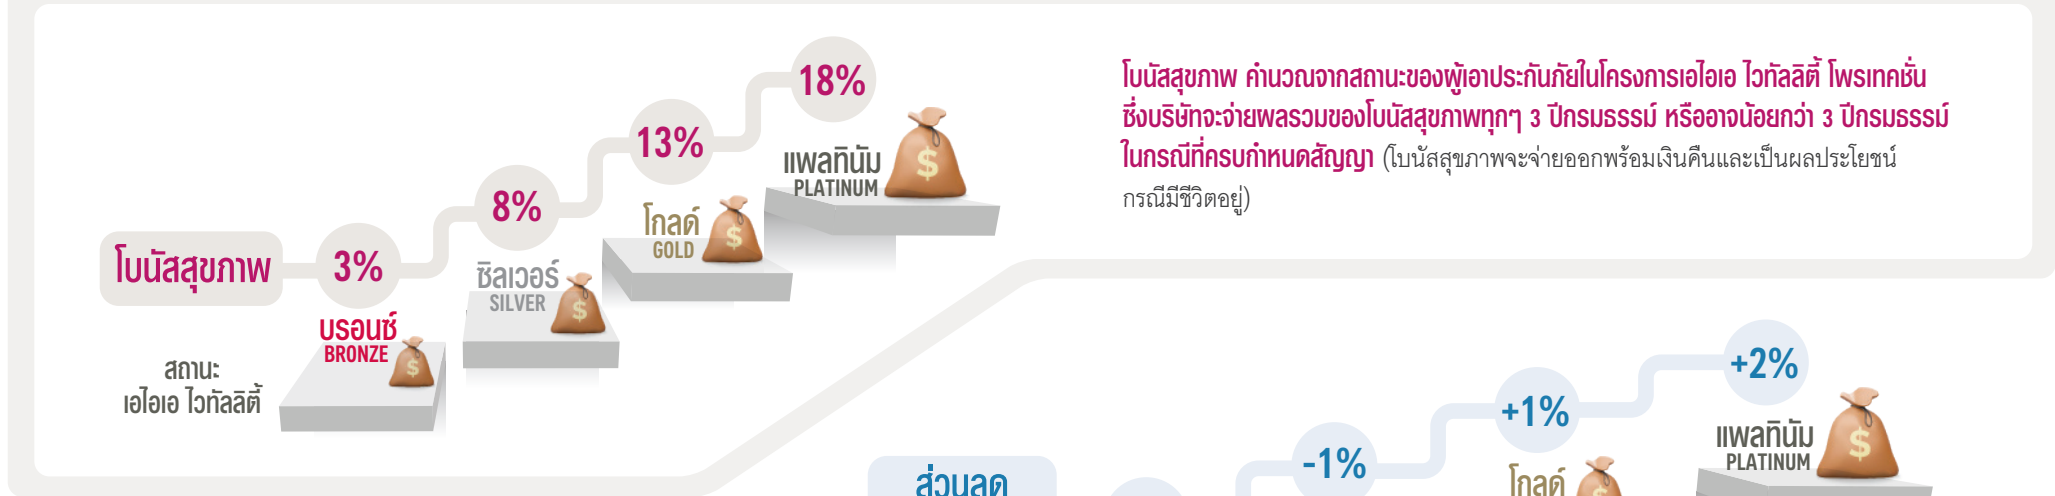 18%
13%
8%
โบนัสสุขภาพ 3%
แพลทินัม
PLATINUM
โกลด์
GOLD
ซิลเวอร์
SILVER
บรอนซ์
BRONZE
สถานะ
เอไอเอ ไวทัลลิตี้
$
$
$
$
โบนัสสุขภาพ คำนวณจากสถานะของผู้เอาประกันภัยในโครงการเอไอเอ ไวทัลลิตี้ โพรเทคชั่น
ซึ่งบริษัทจะจ่ายผลรวมของโบนัสสุขภาพทุกๆ 3 ปีกรมธรรม์ หรืออาจน้อยกว่า 3 ปีกรมธรรม์
ในกรณีที่ครบกำหนดสัญญา (โบนัสสุขภาพจะจ่ายออกพร้อมเงินคืนและเป็นผลประโยชน์
กรณีมีชีวิตอยู่)
+2%
+1%
-1%
ส่วนลด
แพลทินัม
PLATINUM
โกลด์
$